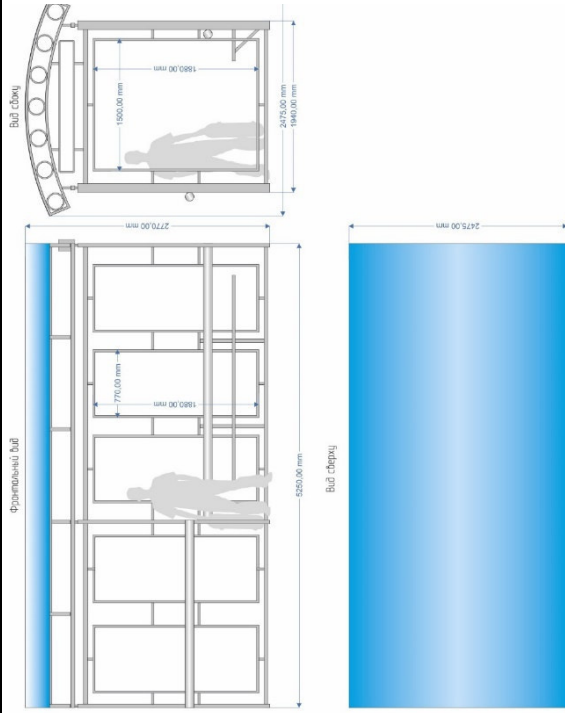 Вид сбоку
1880,00 mm
1500,00 mm
2475,00 mm
1940,00 mm
Фронтальный вид
2770,00 mm
770,00 mm
1880,00 mm
5250,00 mm
Вид сверху
2475,00 mm